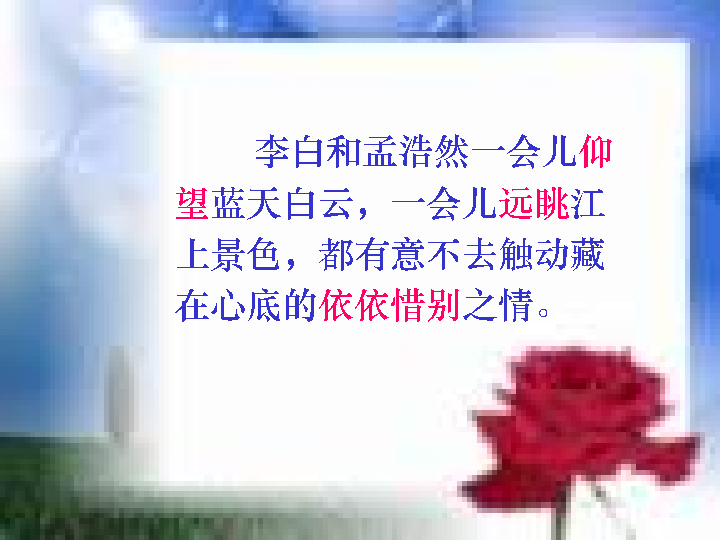 李白和孟浩然一会儿仰
望蓝天白云，一会儿远眺江
上景色，都有意不去触动藏
在心底的依依惜别之情。